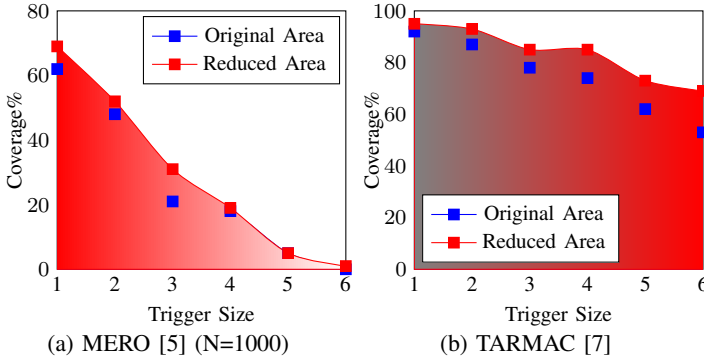 80
60
40
20
0
Coverage%
1 2 3 4 5 6
Trigger Size
Original Area
Reduced Area
(a) MERO [5] (N=1000)
100
80
60
40
20
0
Coverage%
1 2 3 4 5 6
Trigger Size
Original Area
Reduced Area
(b) TARMAC [7]